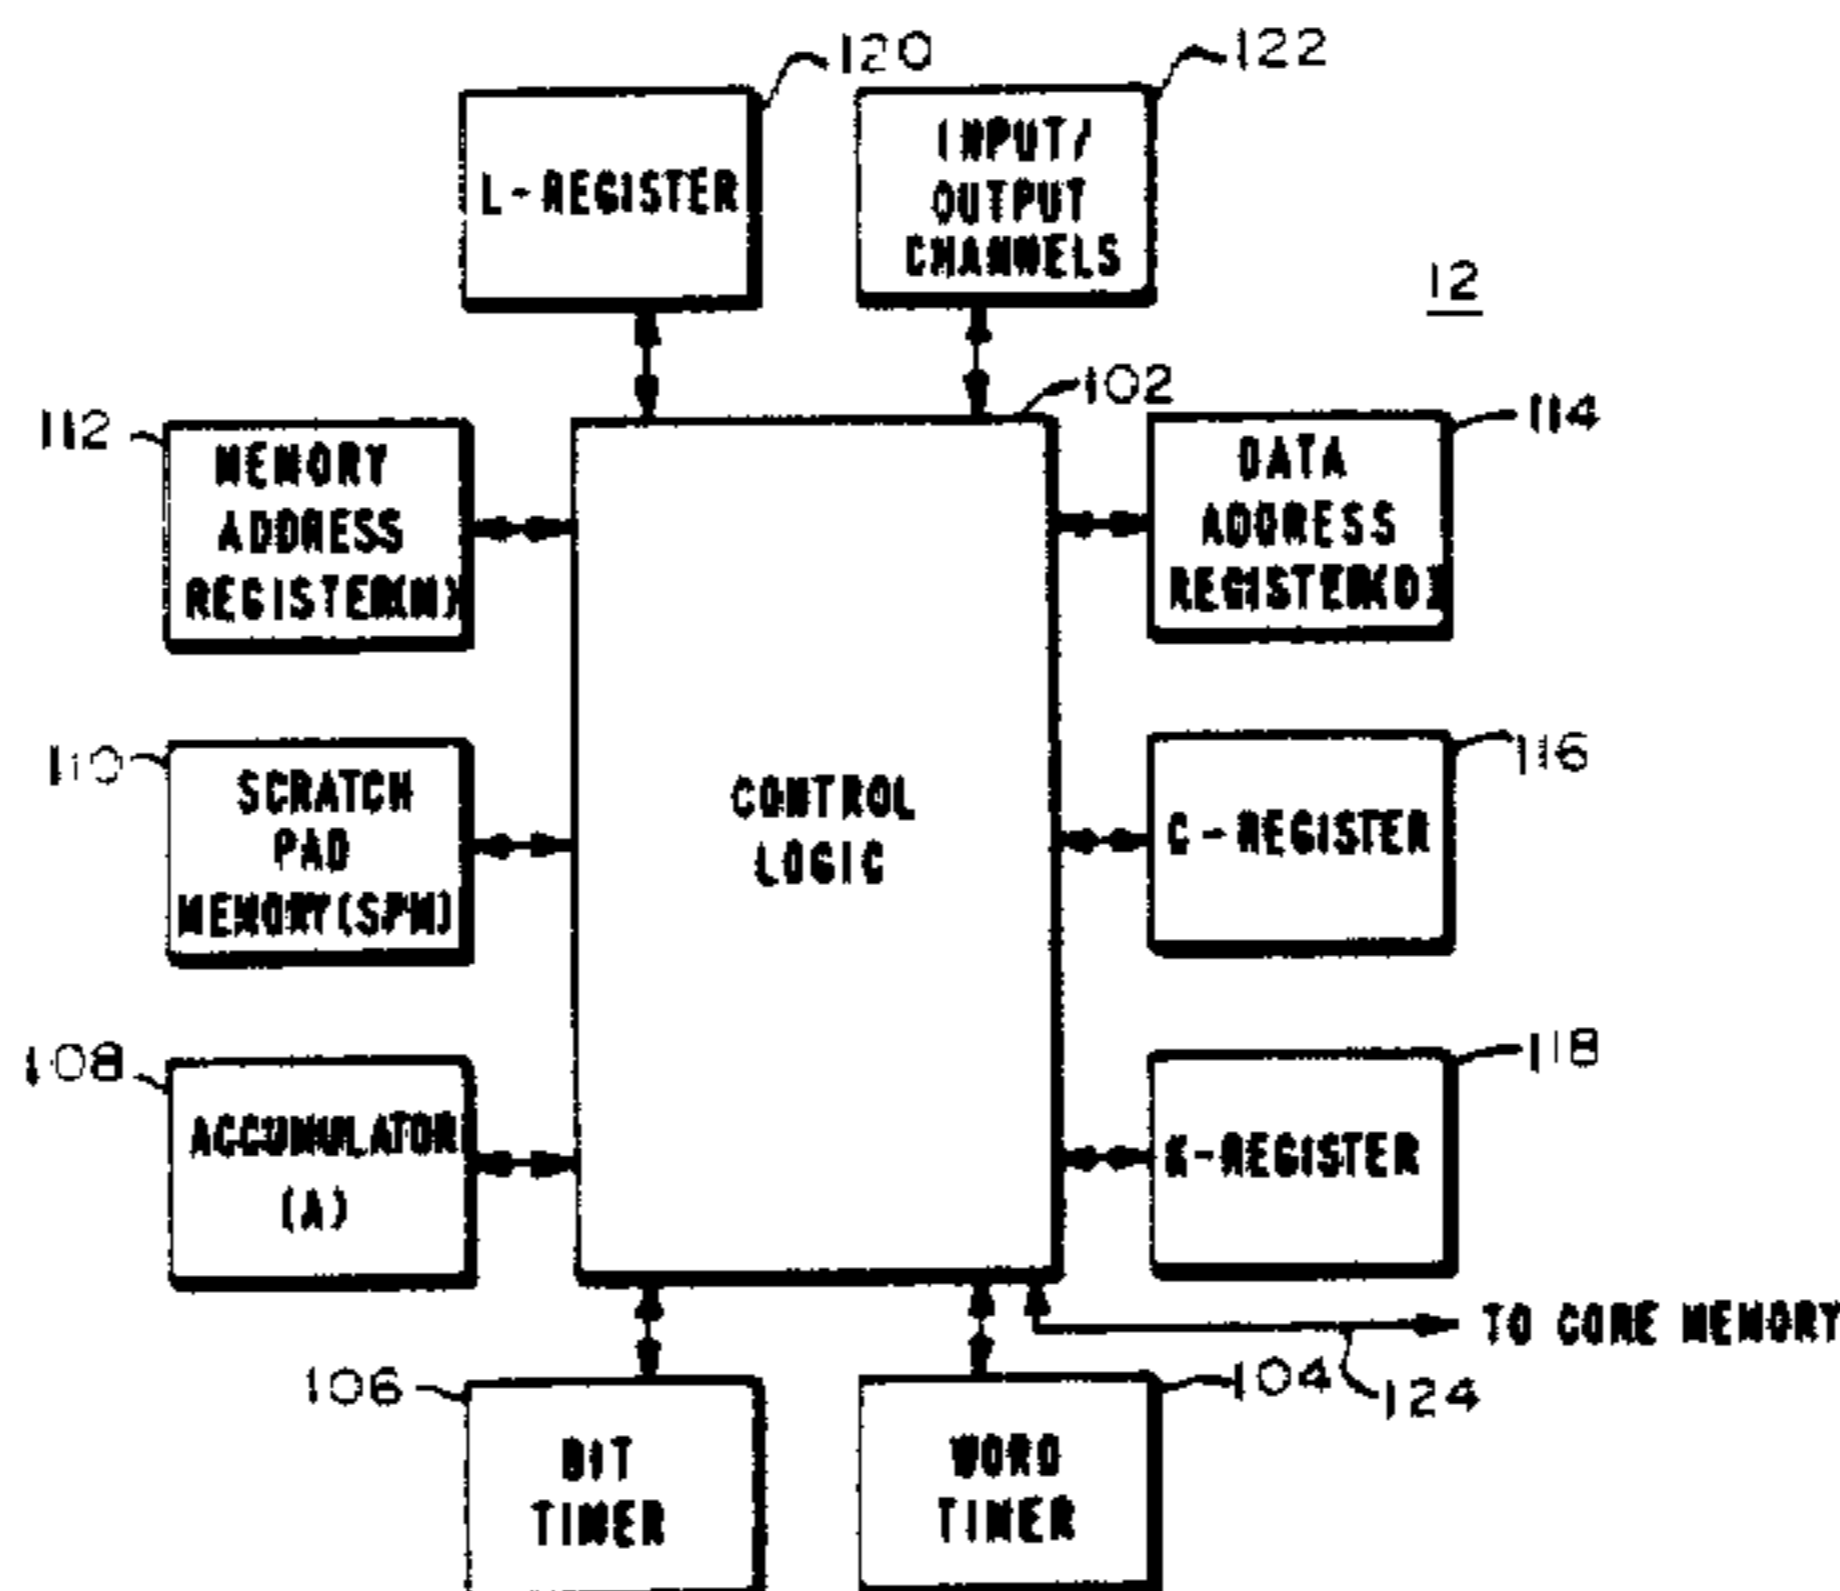 120
122
L-REGISTER
INPUT/
OUTPUT
CHANNELS
12
112
102
114
MEMORY
ADDRESS
REGISTER(M)
DATA
ADDRESS
REGISTER(D)
110
116
SCRATCH
PAD
MEMORY(SPM)
CONTROL
LOGIC
C-REGISTER
108
118
ACCUMULATOR
(A)
K-REGISTER
TO CORE MEMORY
106
104
124
BIT
TIMER
WORD
TIMER